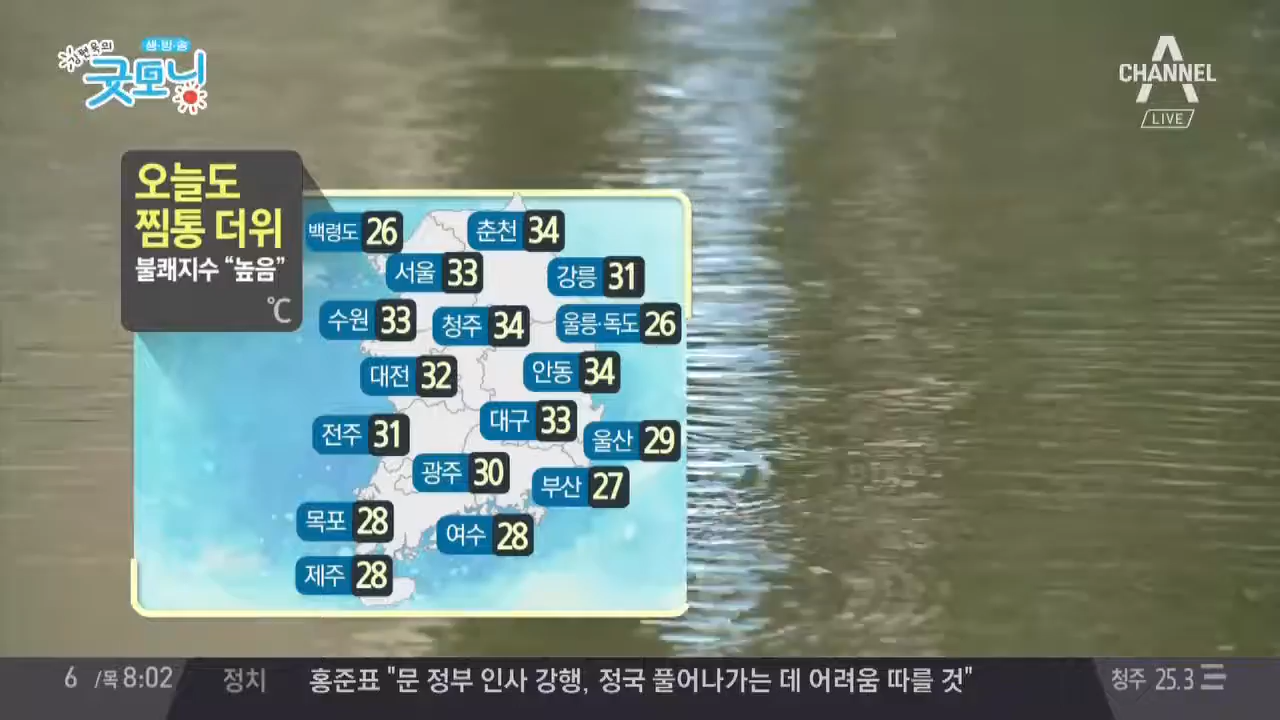 생·방·송
굿모닝
CHANNEL A
LIVE
오늘도
찜통 더위
불쾌지수 “높음”
℃
백령도 26
춘천 34
서울 33
강릉 31
수원 33
청주 34
울릉·독도 26
대전 32
안동 34
대구 33
전주 31
울산 29
광주 30
부산 27
목포 28
여수 28
제주 28
6 /목 8:02 정치 홍준표 "문 정부 인사 강행, 정국 풀어나가는 데 어려움 따를 것" 청주 25.3